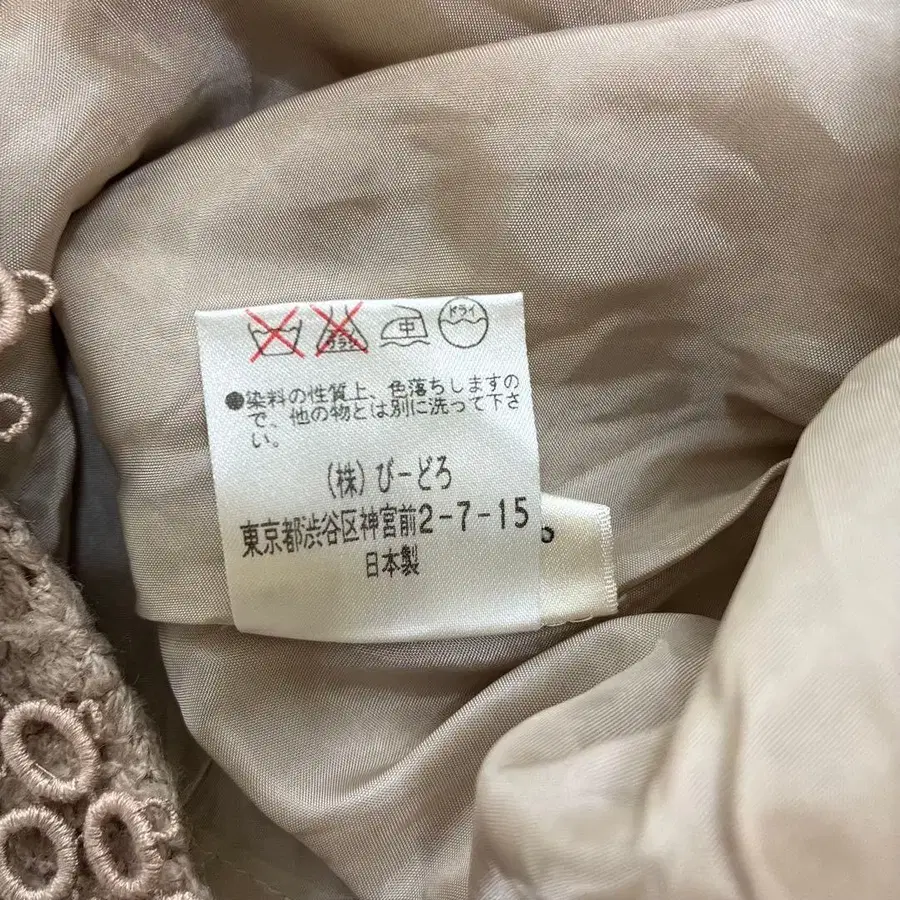 中 ドライ
●染料の性質上、色落ちしますの
で、他の物とは別に洗って下さ
い。
(株)びーどろ
東京都渋谷区神宮前2-7-15
日本製